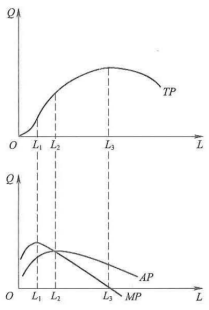 Q
TP
O L₁ L₂ L₃ L
Q
AP
O L₁ L₂ L₃ L
MP